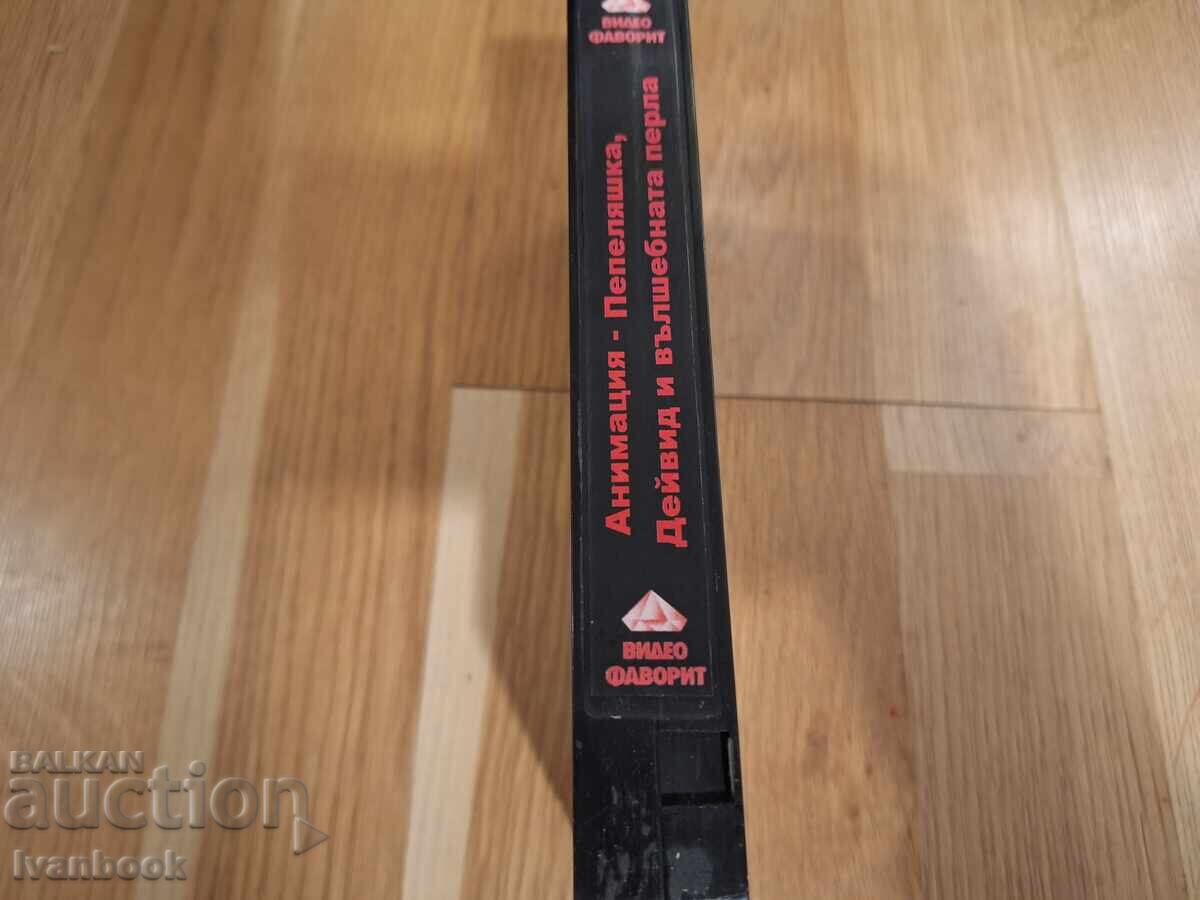 ВИДЕО
ФАВОРИТ
Анимация - Пепеляшка,
Дейвид и вълшебната перла
ВИДЕО
ФАВОРИТ
BALKAN
auction
Ivanbook